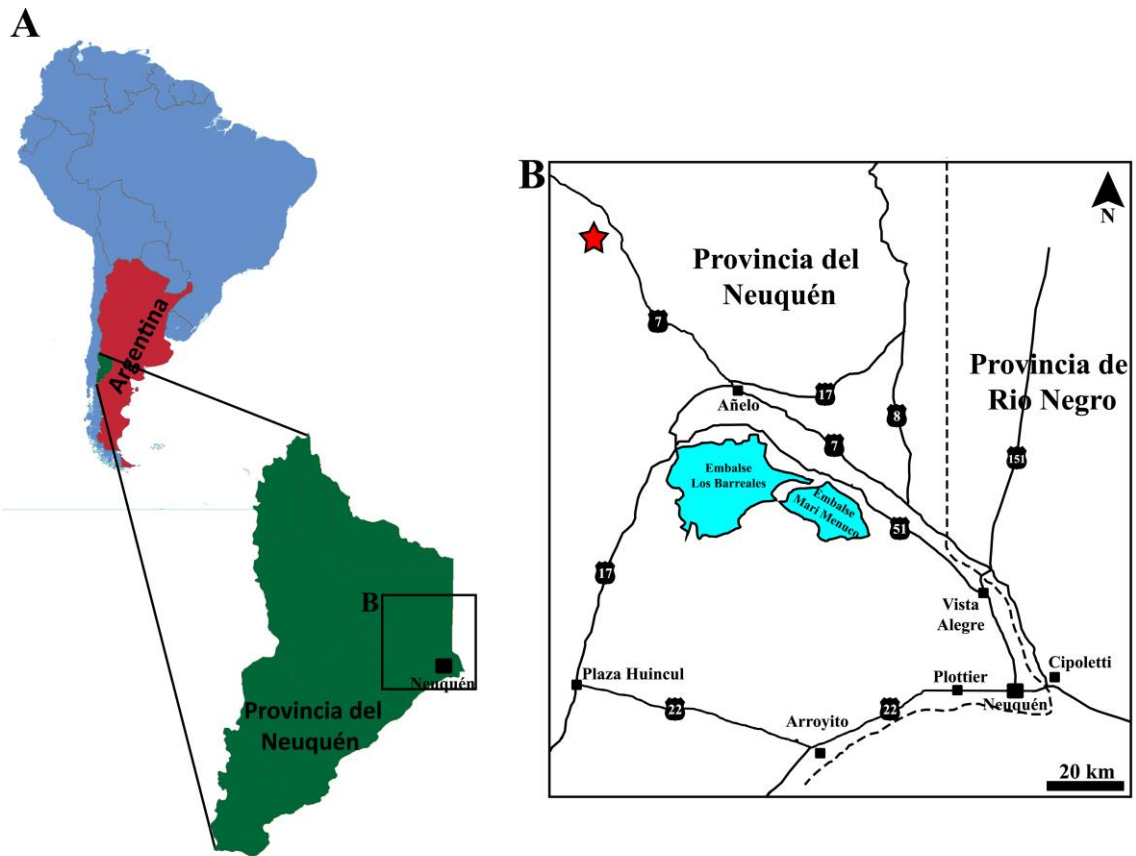 A
Argentina
B
Neuquén
Provincia del
Neuquén
B
N
Provincia del
Neuquén
7
Provincia de
Rio Negro
17
Añelo
8
7
151
Embalse
Los Barreales
Embalse
Mari Menuco
51
17
Vista
Alegre
Cipoletti
Plaza Huincul
Plottier
Neuquén
22
22
Arroyito
20 km